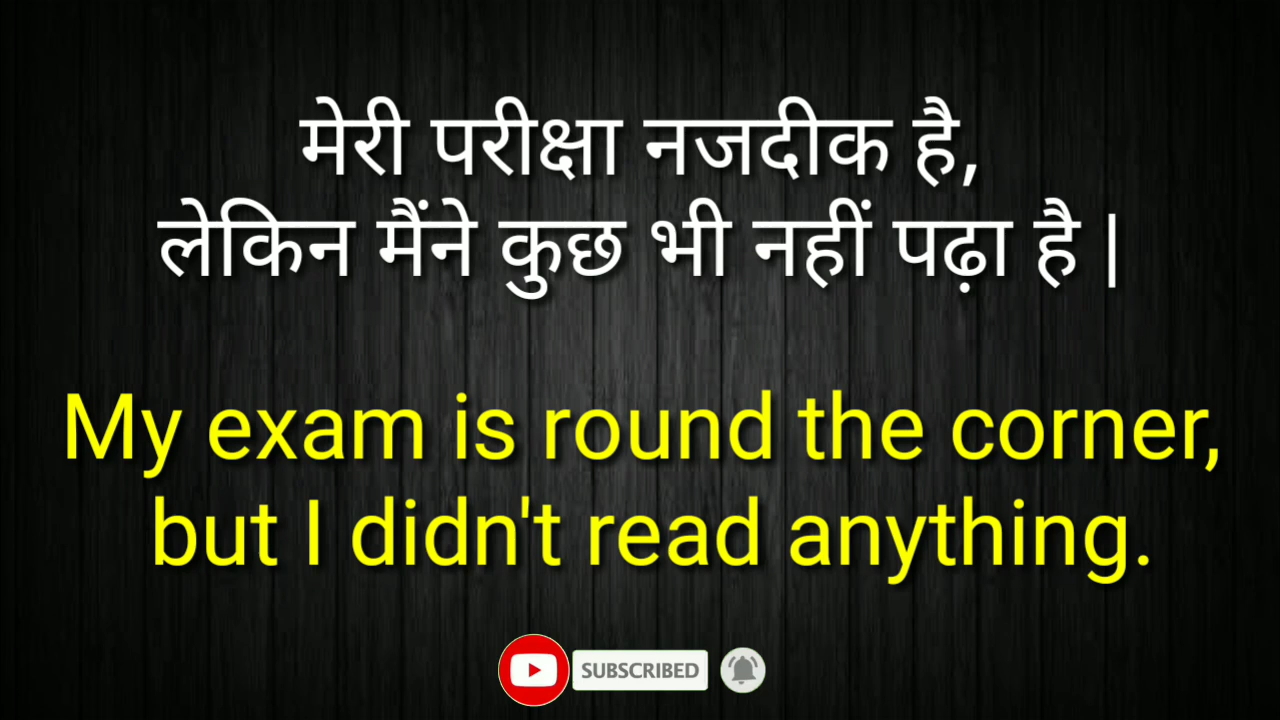 मेरी परीक्षा नजदीक है,
लेकिन मैंने कुछ भी नहीं पढ़ा है |
My exam is round the corner,
but I didn't read anything.
SUBSCRIBED